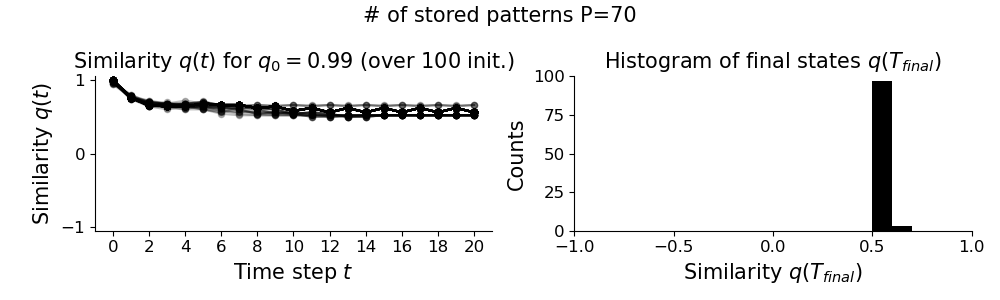 # of stored patterns P=70
Similarity q(t) for q₀ = 0.99 (over 100 init.)
Similarity q(t)
1
0
−1
0 2 4 6 8 10 12 14 16 18 20
Time step t
Histogram of final states q(T_final)
Counts
100
75
50
25
0
−1.0 −0.5 0.0 0.5 1.0
Similarity q(T_final)